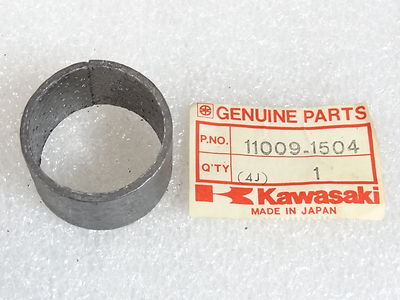 GENUINE PARTS
P.NO. 11009-1504
Q'TY (4J) 1
Kawasaki
MADE IN JAPAN